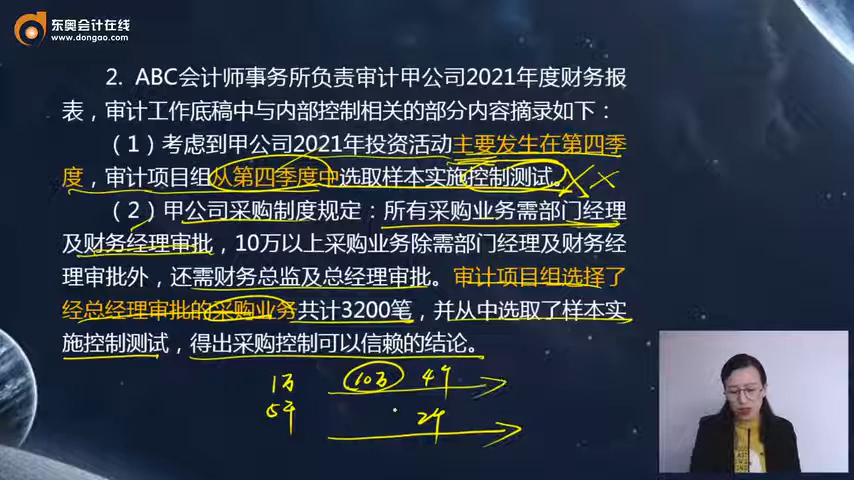 东奥会计在线
www.dongao.com
2. ABC会计师事务所负责审计甲公司2021年度财务报
表，审计工作底稿中与内部控制相关的部分内容摘录如下：
（1）考虑到甲公司2021年投资活动主要发生在第四季
度，审计项目组从第四季度中选取样本实施控制测试。
（2）甲公司采购制度规定：所有采购业务需部门经理
及财务经理审批，10万以上采购业务除需部门经理及财务经
理审批外，还需财务总监及总经理审批。审计项目组选择了
经总经理审批的采购业务共计3200笔，并从中选取了样本实
施控制测试，得出采购控制可以信赖的结论。
1万 10万 4个
5千 2个